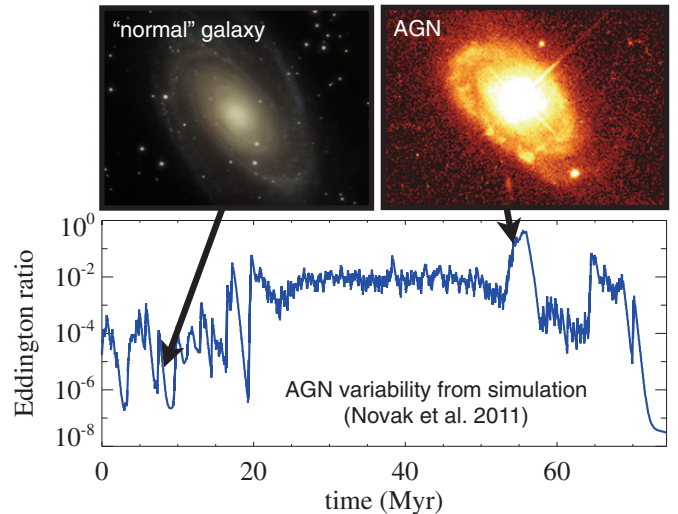 “normal” galaxy
AGN
Eddington ratio
10^0
10^-2
10^-4
10^-6
10^-8
AGN variability from simulation
(Novak et al. 2011)
0
20
40
60
time (Myr)